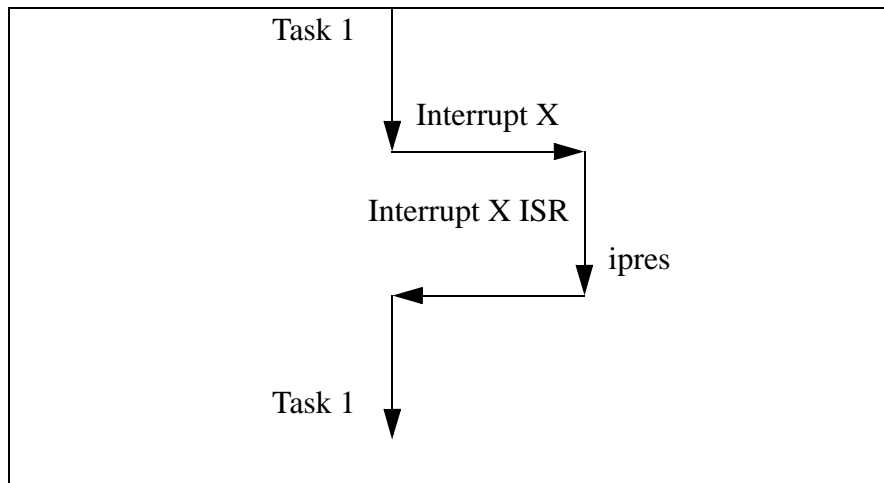 Task 1
Interrupt X
Interrupt X ISR
ipres
Task 1